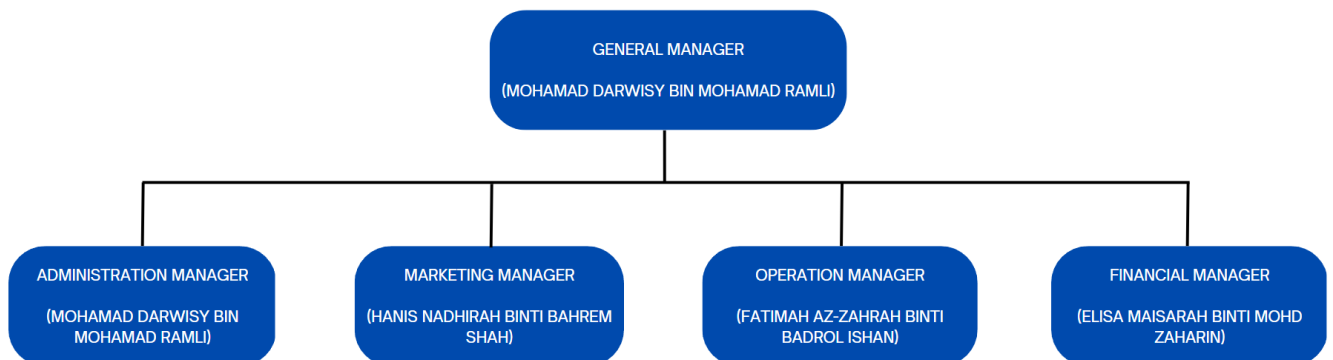 GENERAL MANAGER
(MOHAMAD DARWISY BIN MOHAMAD RAMLI)
ADMINISTRATION MANAGER
(MOHAMAD DARWISY BIN
MOHAMAD RAMLI)
MARKETING MANAGER
(HANIS NADHIRAH BINTI BAHREM
SHAH)
OPERATION MANAGER
(FATIMAH AZ-ZAHRAH BINTI
BADROL ISHAN)
FINANCIAL MANAGER
(ELISA MAISARAH BINTI MOHD
ZAHARIN)